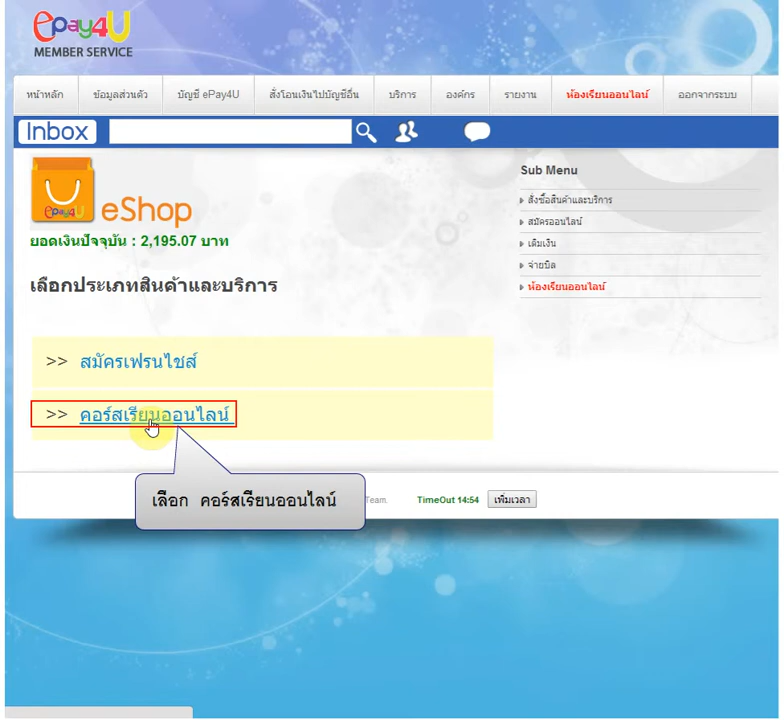 epay4U
MEMBER SERVICE
หน้าหลัก ข้อมูลส่วนตัว บัญชี ePay4U สั่งโอนเงินไปบัญชีอื่น บริการ องค์กร รายงาน ห้องเรียนออนไลน์ ออกจากระบบ
Inbox
epay4U eShop
ยอดเงินปัจจุบัน : 2,195.07 บาท
เลือกประเภทสินค้าและบริการ
>> สมัครเฟรนไชส์
>> คอร์สเรียนออนไลน์
Sub Menu
สั่งซื้อสินค้าและบริการ
สมัครออนไลน์
เติมเงิน
จ่ายบิล
ห้องเรียนออนไลน์
เลือก คอร์สเรียนออนไลน์
Team. TimeOut 14:54 เพิ่มเวลา